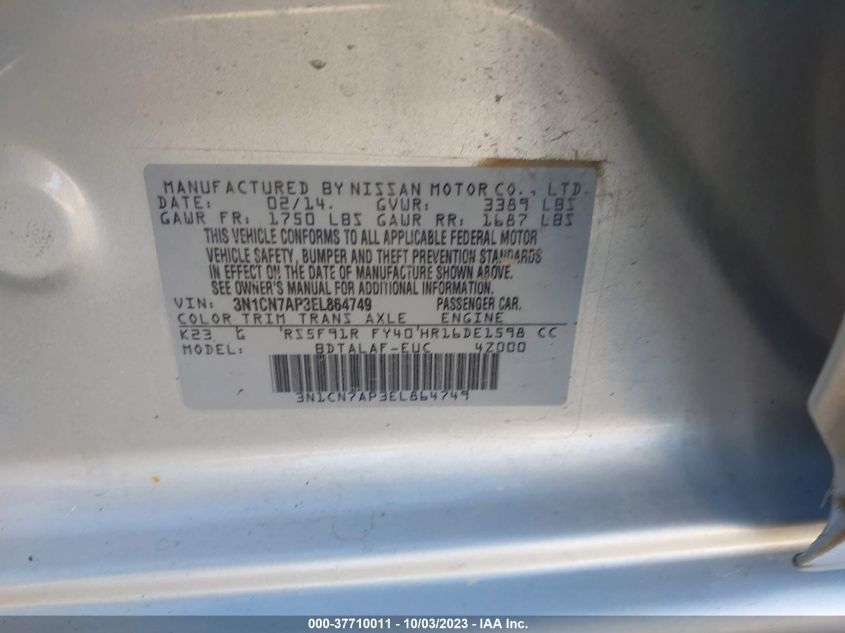 MANUFACTURED BY NISSAN MOTOR CO., LTD.
DATE: 02/14. GVWR: 3389 LBS
GAWR FR: 1750 LBS GAWR RR: 1687 LBS
THIS VEHICLE CONFORMS TO ALL APPLICABLE FEDERAL MOTOR
VEHICLE SAFETY, BUMPER AND THEFT PREVENTION STANDARDS
IN EFFECT ON THE DATE OF MANUFACTURE SHOWN ABOVE.
SEE OWNER'S MANUAL FOR ADDITIONAL INFORMATION.
VIN: 3N1CN7AP3EL864749 PASSENGER CAR.
COLOR TRIM TRANS AXLE ENGINE
K23 G RS5F91R FY40 HR16DE1598 CC
MODEL: BDTALAF-EUC 4Z000
3N1CN7AP3EL864749
000-37710011 - 10/03/2023 - IAA Inc.